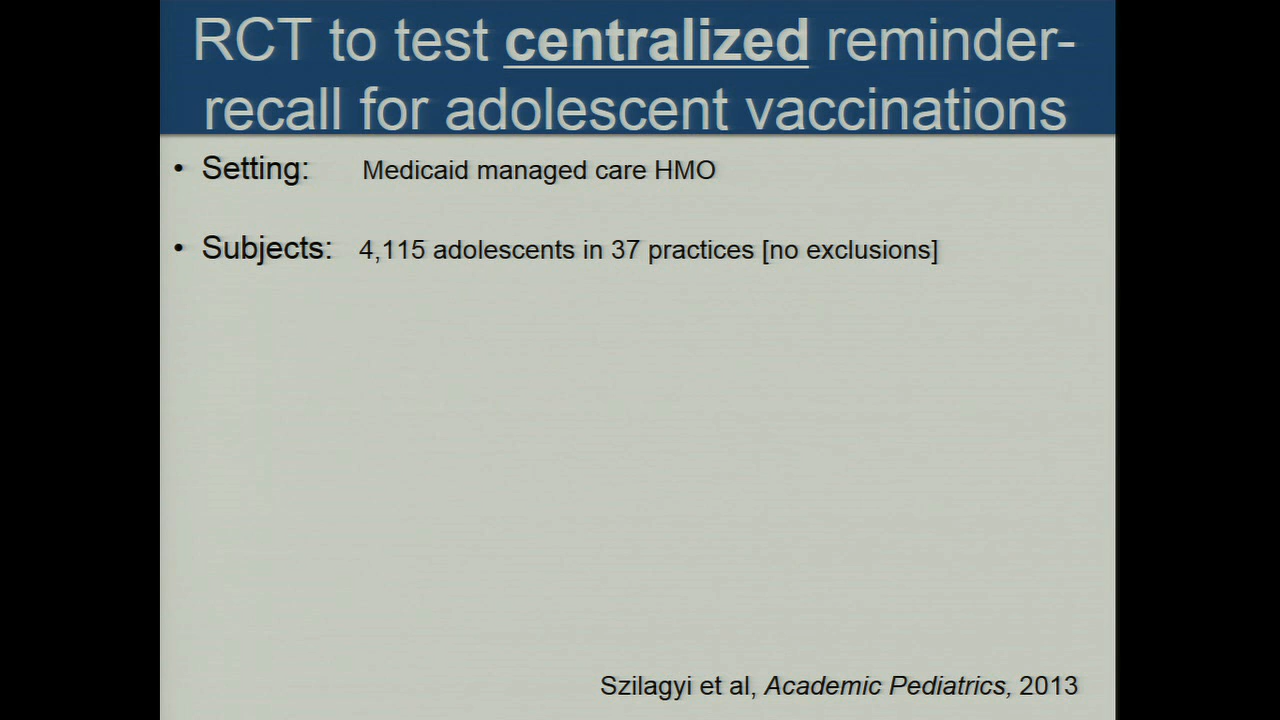 RCT to test centralized reminder-
recall for adolescent vaccinations
• Setting: Medicaid managed care HMO
• Subjects: 4,115 adolescents in 37 practices [no exclusions]
Szilagyi et al, Academic Pediatrics, 2013